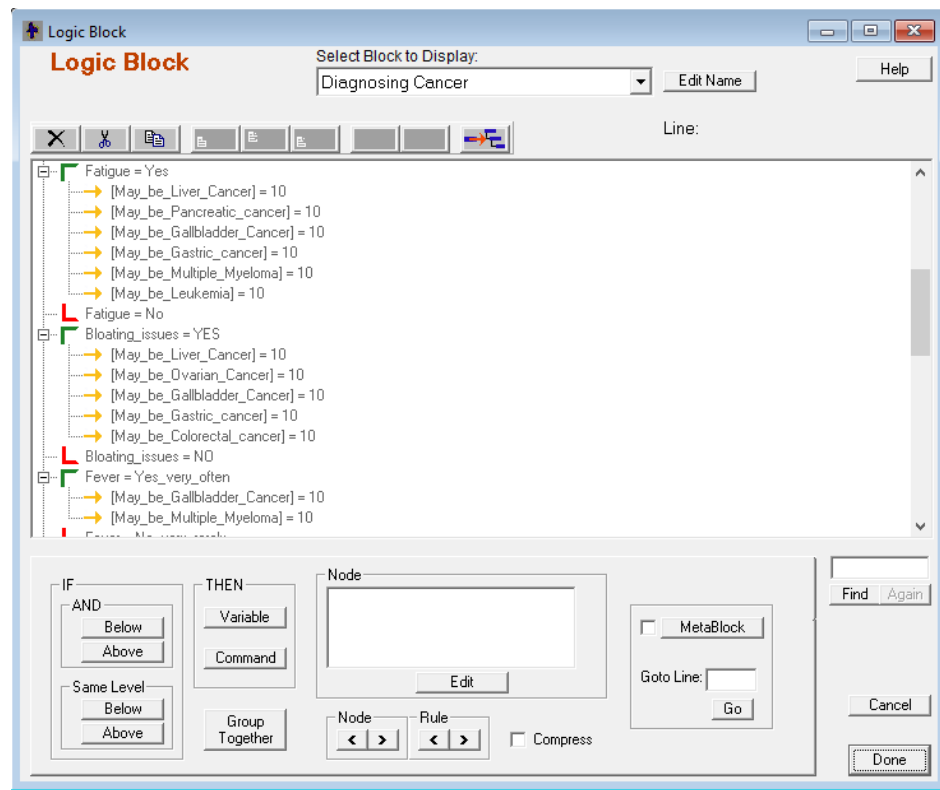 Logic Block
Logic Block
Select Block to Display:
Diagnosing Cancer
Edit Name
Help
Line:
Fatigue = Yes
[May_be_Liver_Cancer] = 10
[May_be_Pancreatic_cancer] = 10
[May_be_Gallbladder_Cancer] = 10
[May_be_Gastric_cancer] = 10
[May_be_Multiple_Myeloma] = 10
[May_be_Leukemia] = 10
Fatigue = No
Bloating_issues = YES
[May_be_Liver_Cancer] = 10
[May_be_Ovarian_Cancer] = 10
[May_be_Gallbladder_Cancer] = 10
[May_be_Gastric_cancer] = 10
[May_be_Colorectal_cancer] = 10
Bloating_issues = NO
Fever = Yes_very_often
[May_be_Gallbladder_Cancer] = 10
[May_be_Multiple_Myeloma] = 10
IF
AND
Below
Above
Same Level
Below
Above
THEN
Variable
Command
Group
Together
Node
Edit
Node
< >
Rule
< >
Compress
MetaBlock
Goto Line:
Go
Find Again
Cancel
Done